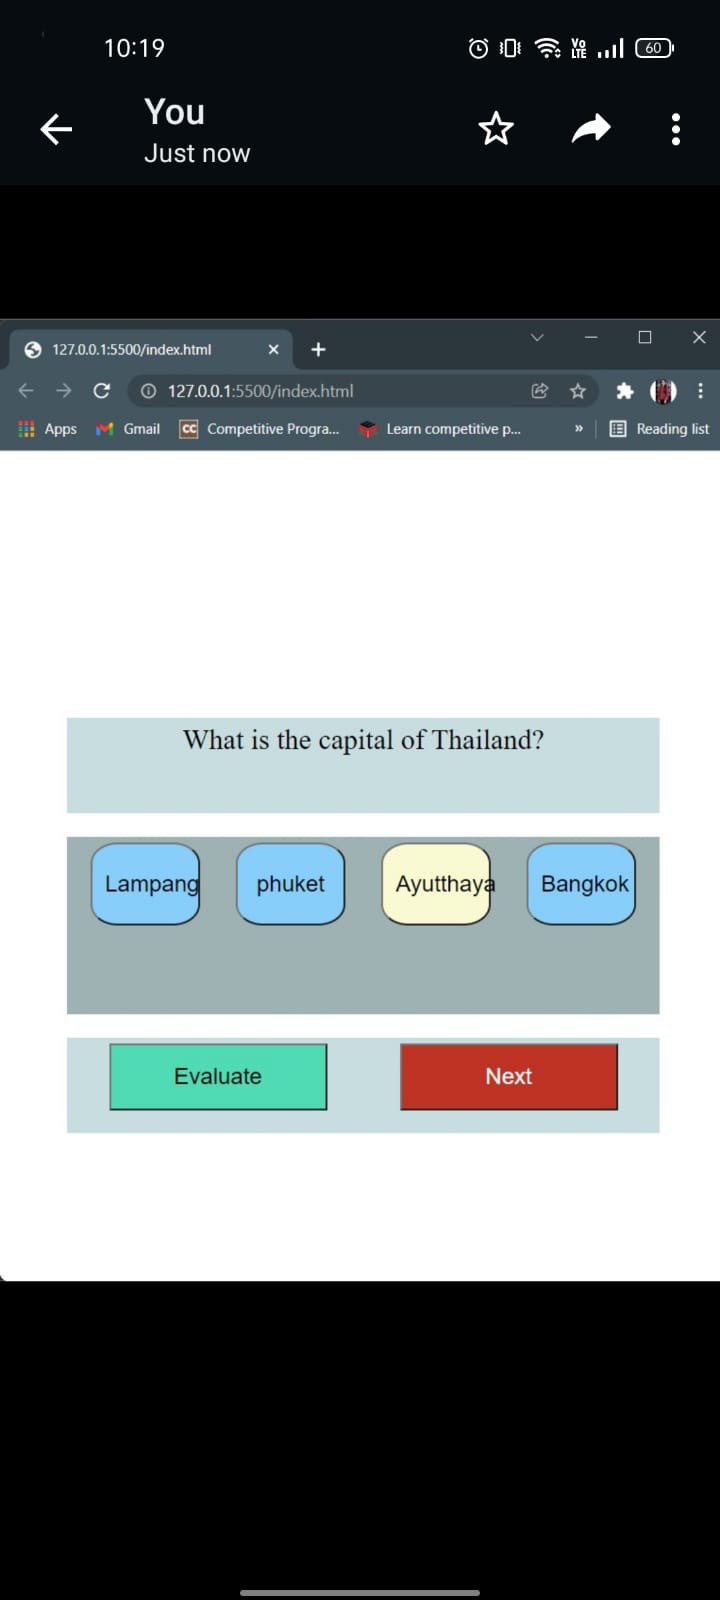 10:19
VO LTE
60
You
Just now
127.0.0.1:5500/index.html
127.0.0.1:5500/index.html
Apps Gmail CC Competitive Progra... Learn competitive p... » Reading list
What is the capital of Thailand?
Lampang phuket Ayutthaya Bangkok
Evaluate Next